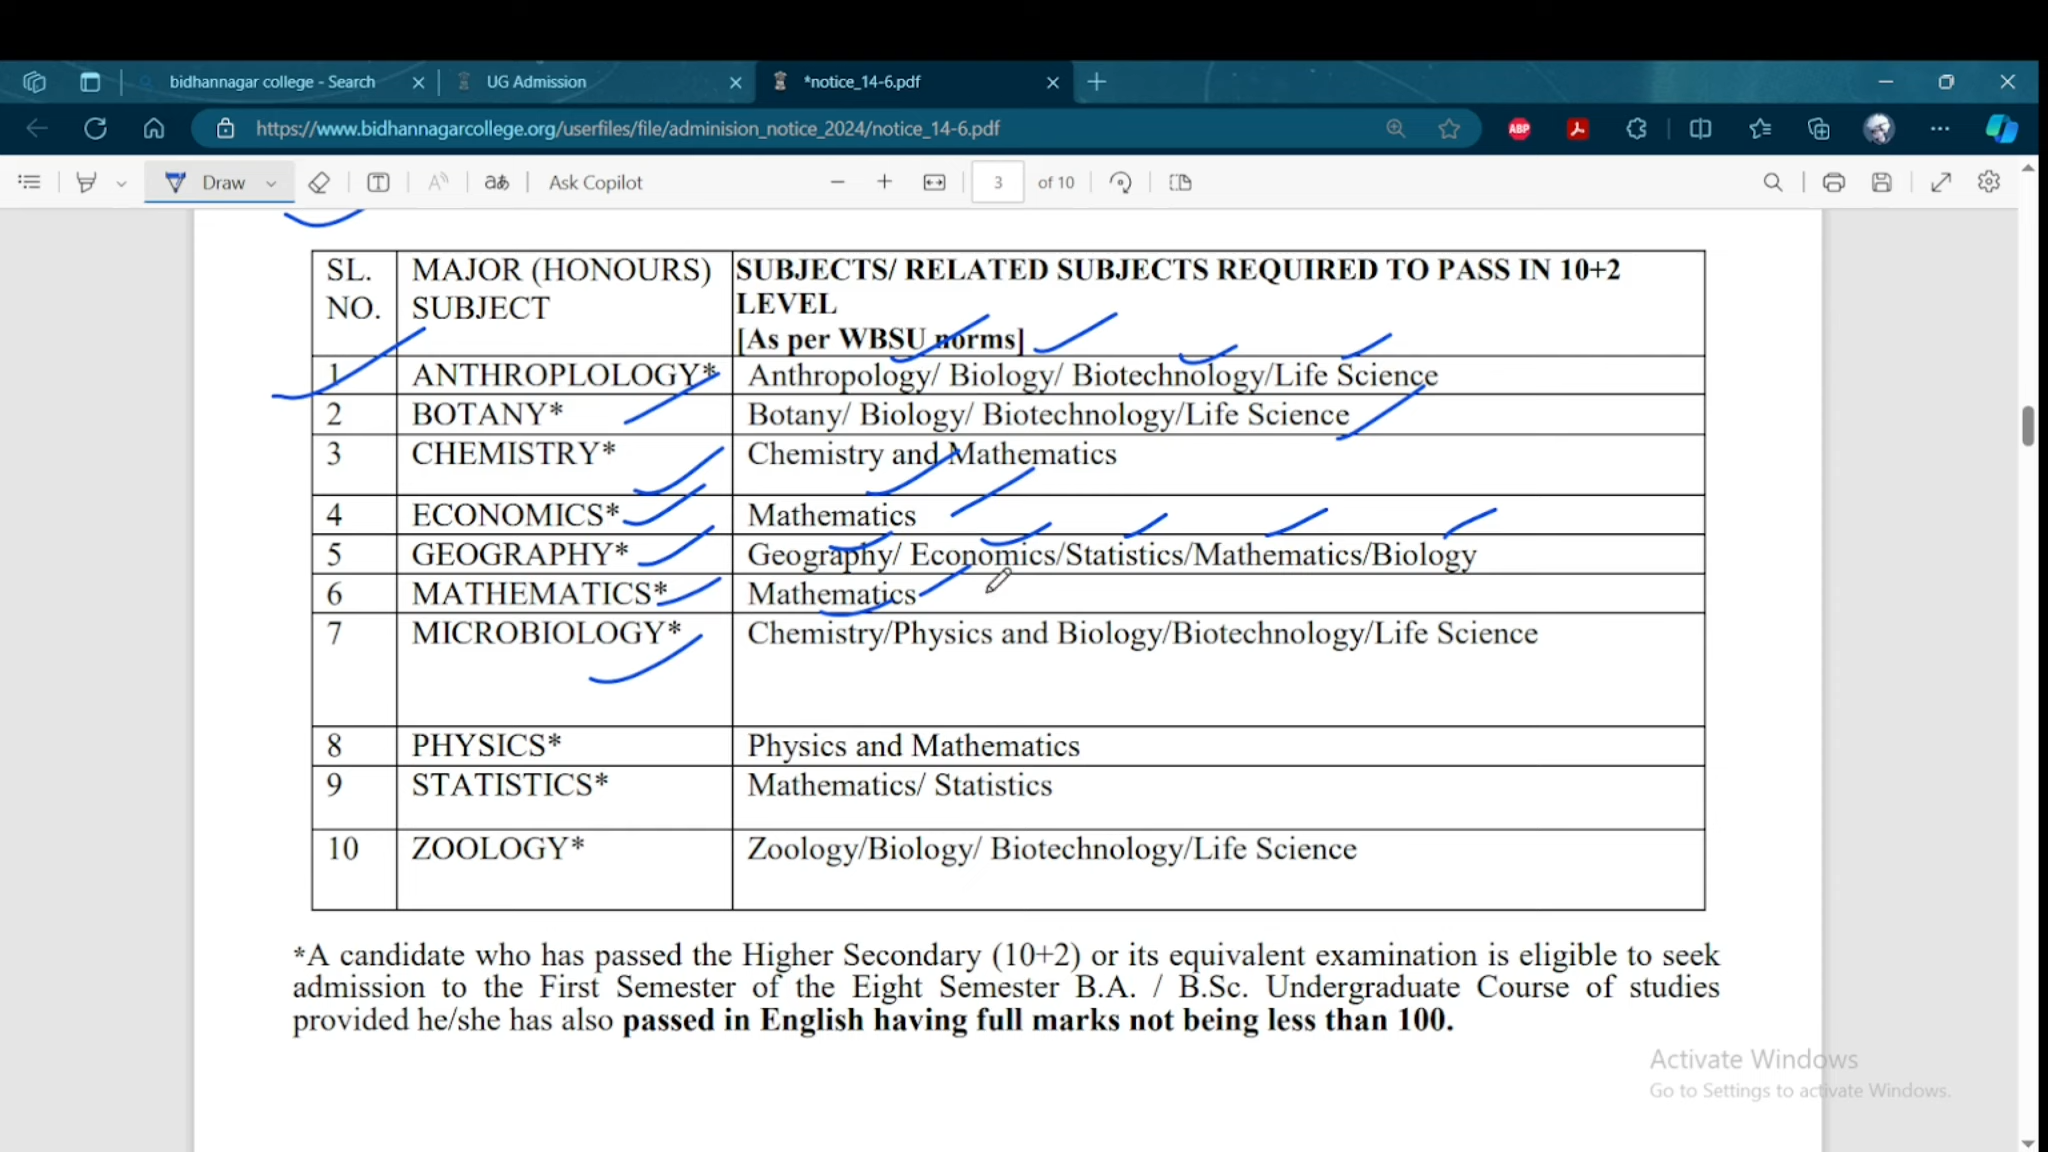 bidhannagar college - Search
UG Admission
*notice_14-6.pdf
https://www.bidhannagarcollege.org/userfiles/file/adminision_notice_2024/notice_14-6.pdf
ABP
Draw
aあ
Ask Copilot
3 of 10
SL. NO.
MAJOR (HONOURS) SUBJECT
SUBJECTS/ RELATED SUBJECTS REQUIRED TO PASS IN 10+2
LEVEL
[As per WBSU norms]
1 ANTHROPLOLOGY* Anthropology/ Biology/ Biotechnology/Life Science
2 BOTANY* Botany/ Biology/ Biotechnology/Life Science
3 CHEMISTRY* Chemistry and Mathematics
4 ECONOMICS* Mathematics
5 GEOGRAPHY* Geography/ Economics/Statistics/Mathematics/Biology
6 MATHEMATICS* Mathematics
7 MICROBIOLOGY* Chemistry/Physics and Biology/Biotechnology/Life Science
8 PHYSICS* Physics and Mathematics
9 STATISTICS* Mathematics/ Statistics
10 ZOOLOGY* Zoology/Biology/ Biotechnology/Life Science
*A candidate who has passed the Higher Secondary (10+2) or its equivalent examination is eligible to seek
admission to the First Semester of the Eight Semester B.A. / B.Sc. Undergraduate Course of studies
provided he/she has also passed in English having full marks not being less than 100.
Activate Windows
Go to Settings to activate Windows.